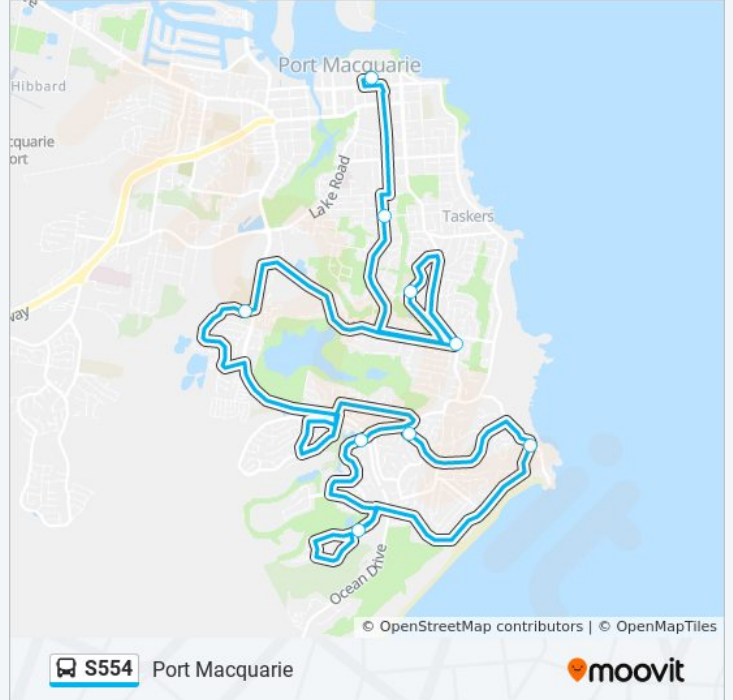 Port Macquarie
Hibbard
cquarie
ort
Lake Road
Taskers
way
Ocean Drive
© OpenStreetMap contributors | © OpenMapTiles
S554 Port Macquarie
moovit